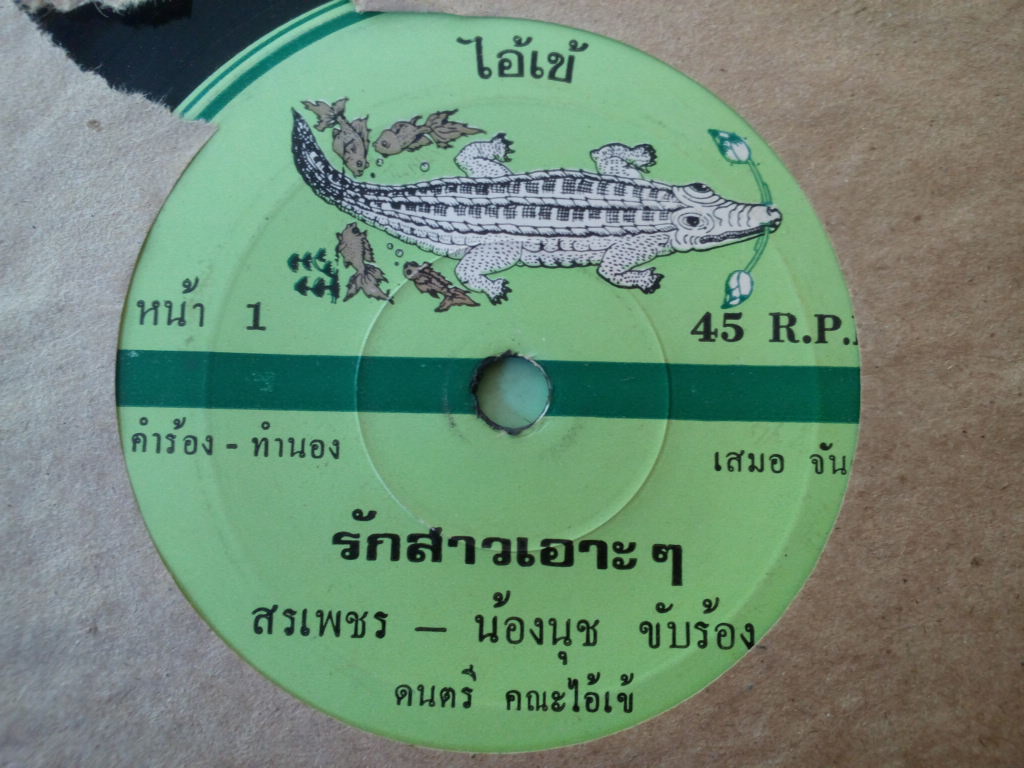 ไอ้เข้
หน้า 1 45 R.P.
คำร้อง - ทำนอง เสมอ จัน
รักสาวเอาะ ๆ
สรเพชร — น้องนุช ขับร้อง
ดนตรี คณะไอ้เข้